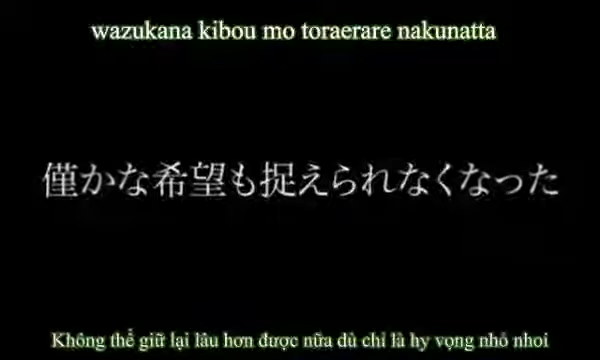 wazukana kibou mo toraerare nakunatta
僅かな希望も捉えられなくなった
Không thể giữ lại lâu hơn được nữa dù chỉ là hy vọng nhỏ nhoi